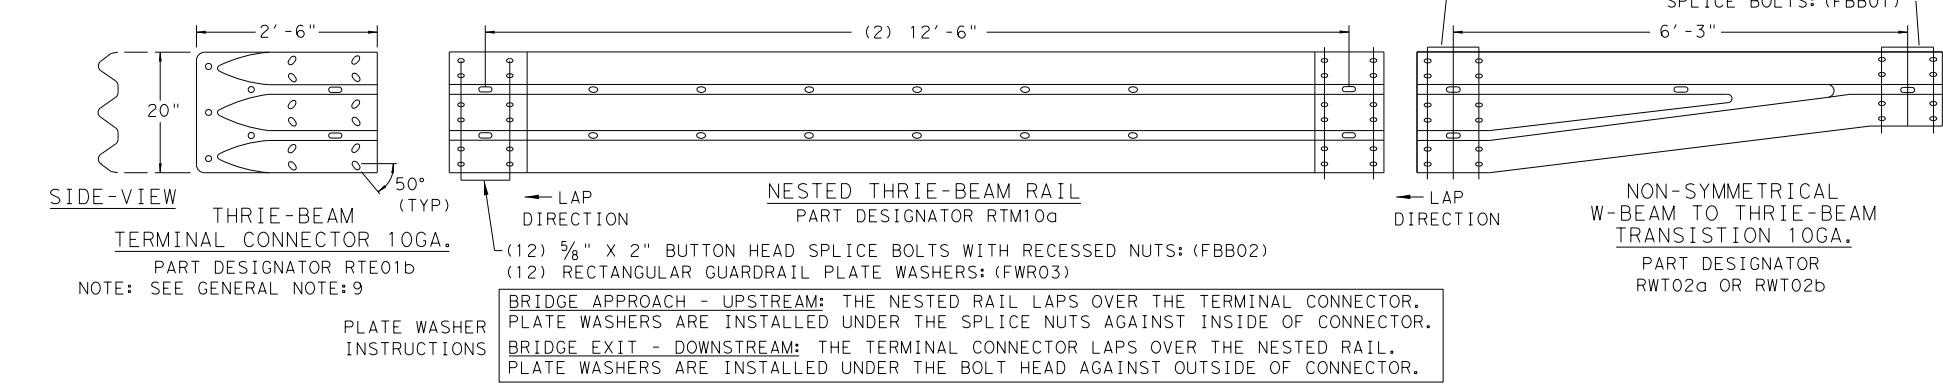 SPLICE BOLTS: (FBB01)
2'-6"
(2) 12'-6"
6'-3"
20"
50°
(TYP)
SIDE-VIEW
THRIE-BEAM
TERMINAL CONNECTOR 10GA.
PART DESIGNATOR RTE01b
NOTE: SEE GENERAL NOTE:9
LAP
DIRECTION
NESTED THRIE-BEAM RAIL
PART DESIGNATOR RTM10a
(12) 5/8" X 2" BUTTON HEAD SPLICE BOLTS WITH RECESSED NUTS:(FBB02)
(12) RECTANGULAR GUARDRAIL PLATE WASHERS:(FWR03)
LAP
DIRECTION
NON-SYMMETRICAL
W-BEAM TO THRIE-BEAM
TRANSISTION 10GA.
PART DESIGNATOR
RWT02a OR RWT02b
PLATE WASHER
INSTRUCTIONS
BRIDGE APPROACH - UPSTREAM: THE NESTED RAIL LAPS OVER THE TERMINAL CONNECTOR.
PLATE WASHERS ARE INSTALLED UNDER THE SPLICE NUTS AGAINST INSIDE OF CONNECTOR.
BRIDGE EXIT - DOWNSTREAM: THE TERMINAL CONNECTOR LAPS OVER THE NESTED RAIL.
PLATE WASHERS ARE INSTALLED UNDER THE BOLT HEAD AGAINST OUTSIDE OF CONNECTOR.